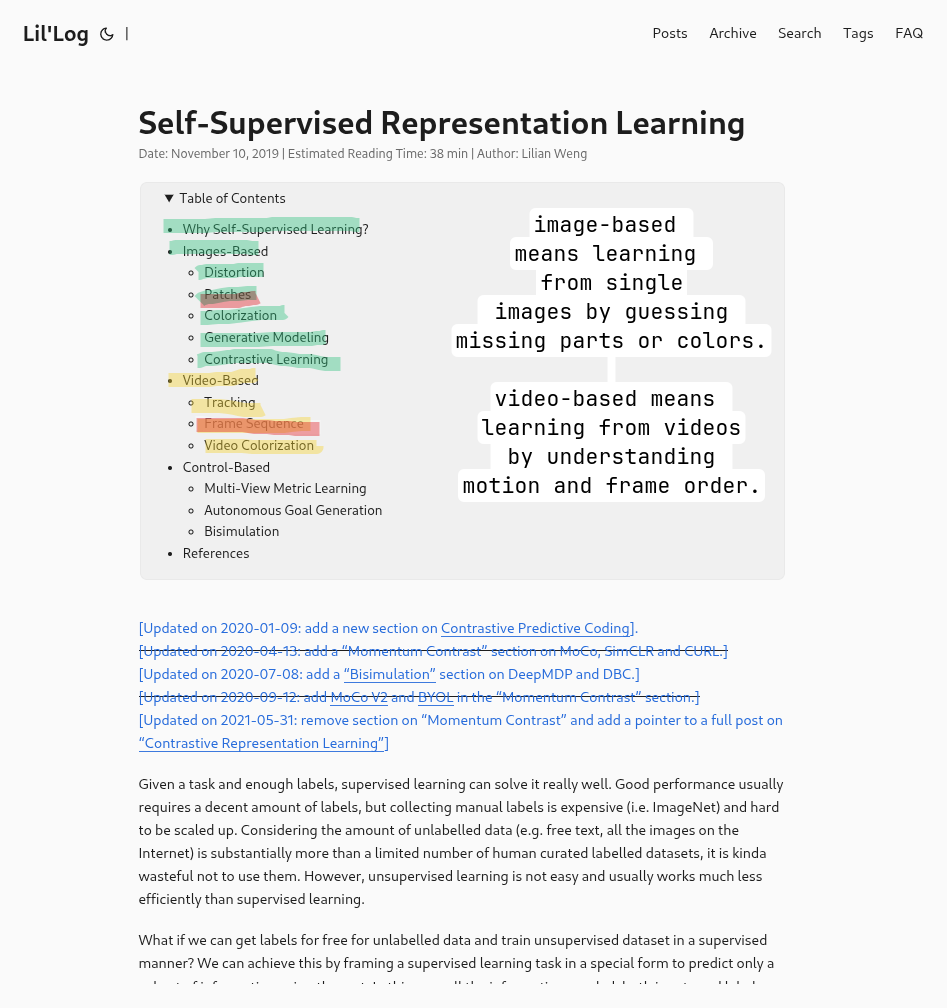 Lil'Log |
Posts Archive Search Tags FAQ
Self-Supervised Representation Learning
Date: November 10, 2019 | Estimated Reading Time: 38 min | Author: Lilian Weng
▼ Table of Contents
• Why Self-Supervised Learning?
• Images-Based
◦ Distortion
◦ Patches
◦ Colorization
◦ Generative Modeling
◦ Contrastive Learning
• Video-Based
◦ Tracking
◦ Frame Sequence
◦ Video Colorization
• Control-Based
◦ Multi-View Metric Learning
◦ Autonomous Goal Generation
◦ Bisimulation
• References
image-based
means learning
from single
images by guessing
missing parts or colors.
video-based means
learning from videos
by understanding
motion and frame order.
[Updated on 2020-01-09: add a new section on Contrastive Predictive Coding].
[Updated on 2020-04-13: add a “Momentum Contrast” section on MoCo, SimCLR and CURL.]
[Updated on 2020-07-08: add a “Bisimulation” section on DeepMDP and DBC.]
[Updated on 2020-09-12: add MoCo V2 and BYOL in the “Momentum Contrast” section.]
[Updated on 2021-05-31: remove section on “Momentum Contrast” and add a pointer to a full post on
“Contrastive Representation Learning”]
Given a task and enough labels, supervised learning can solve it really well. Good performance usually
requires a decent amount of labels, but collecting manual labels is expensive (i.e. ImageNet) and hard
to be scaled up. Considering the amount of unlabelled data (e.g. free text, all the images on the
Internet) is substantially more than a limited number of human curated labelled datasets, it is kinda
wasteful not to use them. However, unsupervised learning is not easy and usually works much less
efficiently than supervised learning.
What if we can get labels for free for unlabelled data and train unsupervised dataset in a supervised
manner? We can achieve this by framing a supervised learning task in a special form to predict only a